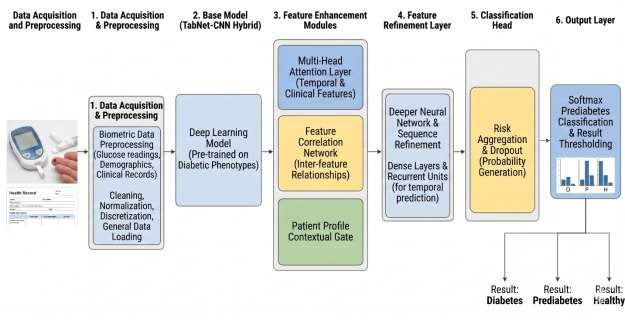 Data Acquisition
and Preprocessing
1. Data Acquisition
& Preprocessing
2. Base Model
(TabNet-CNN Hybrid)
3. Feature Enhancement
Modules
4. Feature
Refinement Layer
5. Classification
Head
6. Output Layer
Health Record
1. Data Acquisition
& Preprocessing
Biometric Data
Preprocessing
(Glucose readings,
Demographics,
Clinical Records)
Cleaning,
Normalization,
Discretization,
General Data
Loading
Deep Learning
Model
(Pre-trained on
Diabetic Phenotypes)
Multi-Head
Attention Layer
(Temporal &
Clinical Features)
Feature
Correlation
Network
(Inter-feature
Relationships)
Patient Profile
Contextual Gate
Deeper Neural
Network &
Sequence
Refinement
Dense Layers &
Recurrent Units
(for temporal
prediction)
Risk
Aggregation
& Dropout
(Probability
Generation)
Softmax
Prediabetes
Classification
& Result
Thresholding
D P H
Result:
Diabetes
Result:
Prediabetes
Result:
Healthy